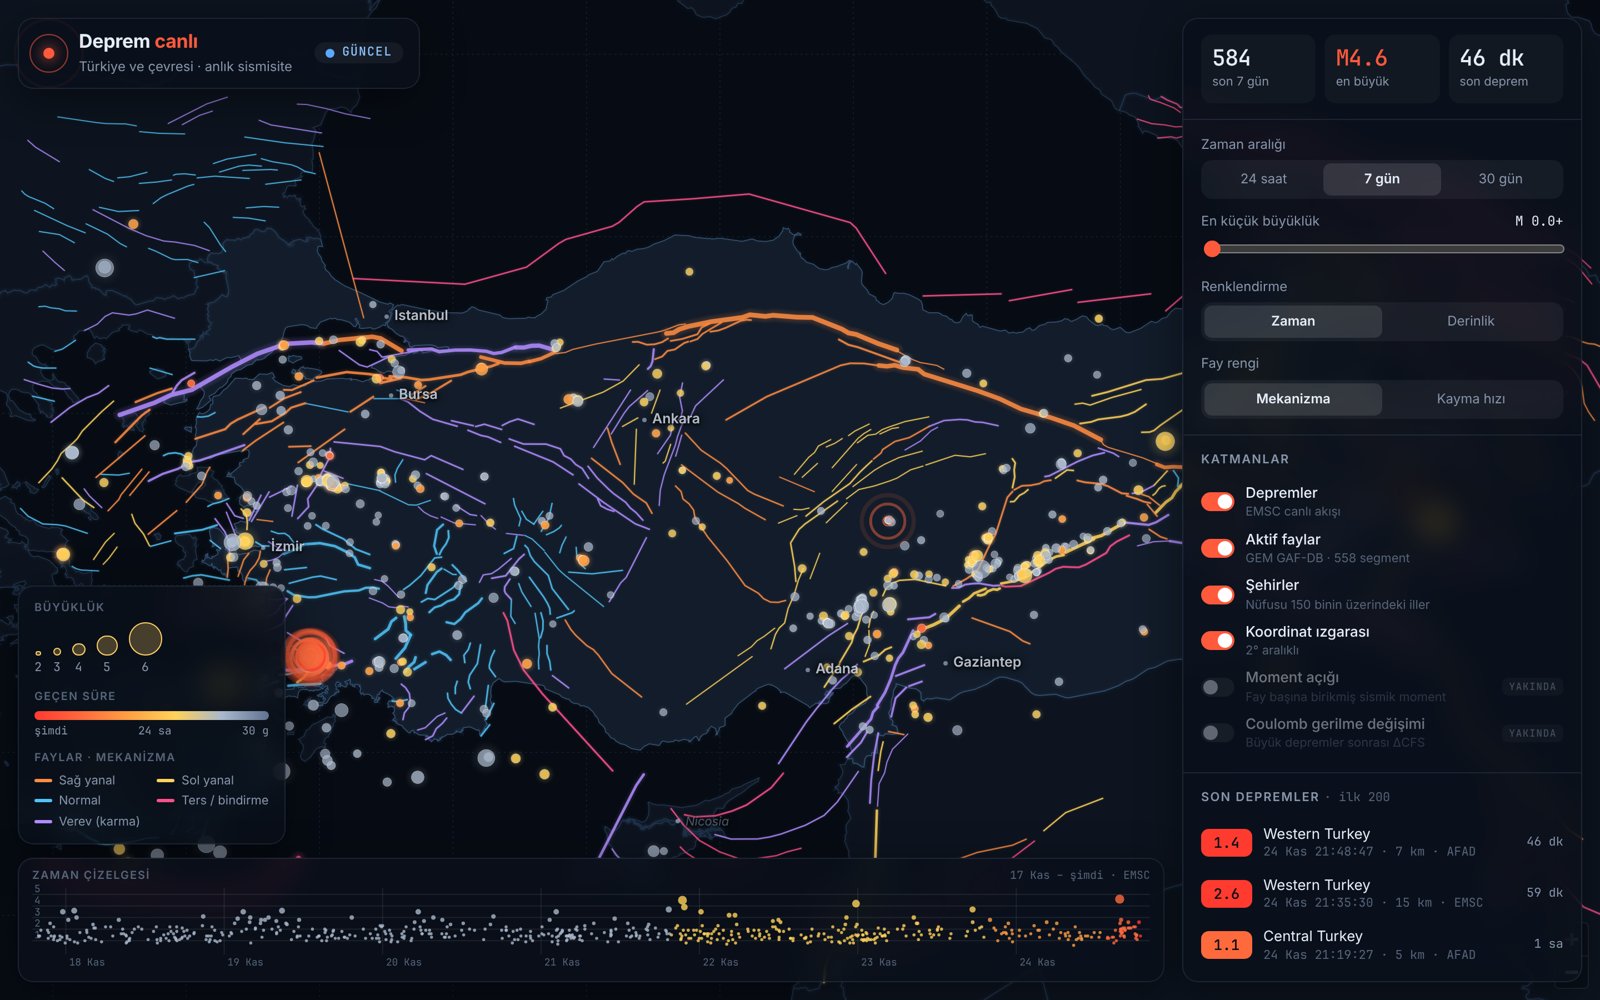 Deprem canlı
Türkiye ve çevresi · anlık sismisite
GÜNCEL
584
son 7 gün
M4.6
en büyük
46 dk
son deprem
Zaman aralığı
24 saat
7 gün
30 gün
En küçük büyüklük
M 0.0+
Renklendirme
Zaman
Derinlik
Fay rengi
Mekanizma
Kayma hızı
KATMANLAR
Depremler
EMSC canlı akışı
Aktif faylar
GEM GAF-DB · 558 segment
Şehirler
Nüfusu 150 binin üzerindeki iller
Koordinat ızgarası
2° aralıklı
Moment açığı
Fay başına birikmiş sismik moment
YAKINDA
Coulomb gerilme değişimi
Büyük depremler sonrası ΔCFS
YAKINDA
SON DEPREMLER · ilk 200
1.4
Western Turkey
24 Kas 21:48:47 · 7 km · AFAD
46 dk
2.6
Western Turkey
24 Kas 21:35:30 · 15 km · EMSC
59 dk
1.1
Central Turkey
24 Kas 21:19:27 · 5 km · AFAD
1 sa
Istanbul
Bursa
Ankara
İzmir
Adana
Gaziantep
Nicosia
BÜYÜKLÜK
2 3 4 5 6
GEÇEN SÜRE
şimdi 24 sa 30 g
FAYLAR · MEKANİZMA
Sağ yanal
Sol yanal
Normal
Ters / bindirme
Verev (karma)
ZAMAN ÇİZELGESİ
17 Kas – şimdi · EMSC
5
4
3
2
18 Kas
19 Kas
20 Kas
21 Kas
22 Kas
23 Kas
24 Kas